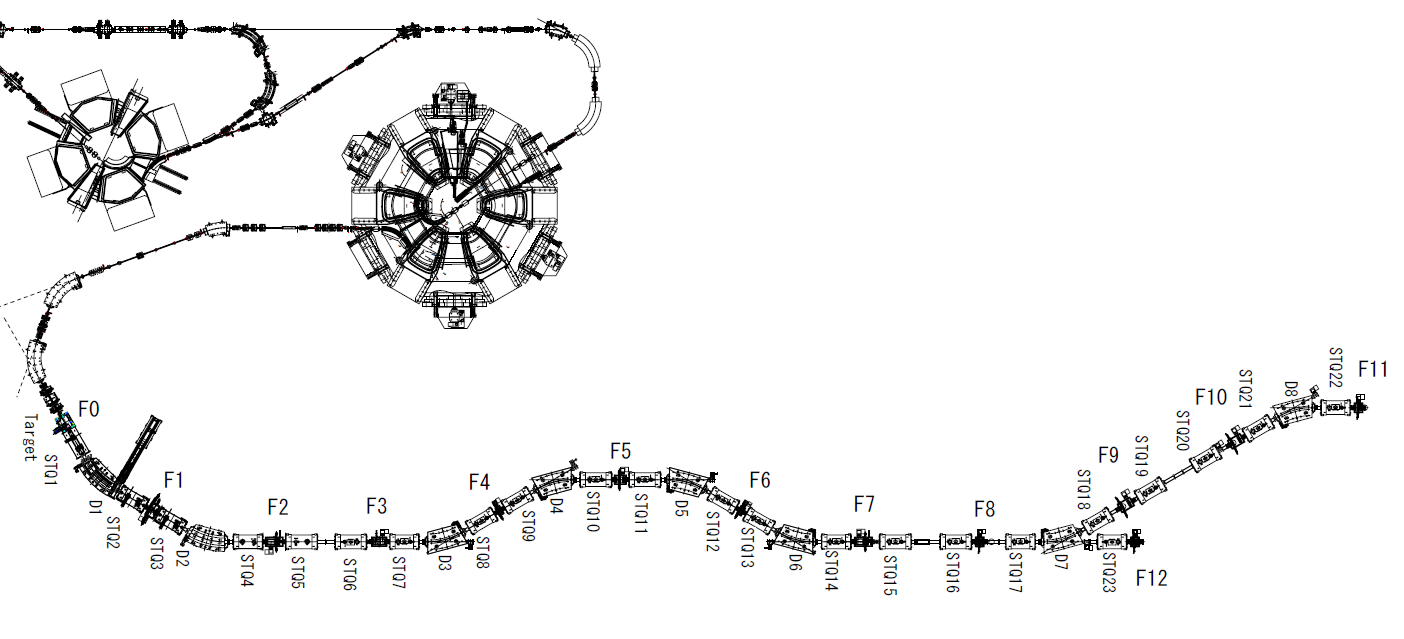 F0
Target
STQ1
D1
STQ2
F1
STQ3
D2
STQ4
F2
STQ5
STQ6
F3
STQ7
D3
STQ8
F4
STQ9
D4
STQ10
F5
STQ11
D5
STQ12
F6
STQ13
D6
STQ14
F7
STQ15
STQ16
F8
STQ17
D7
STQ23
F12
STQ18
F9
STQ19
STQ20
F10
STQ21
D8
STQ22
F11